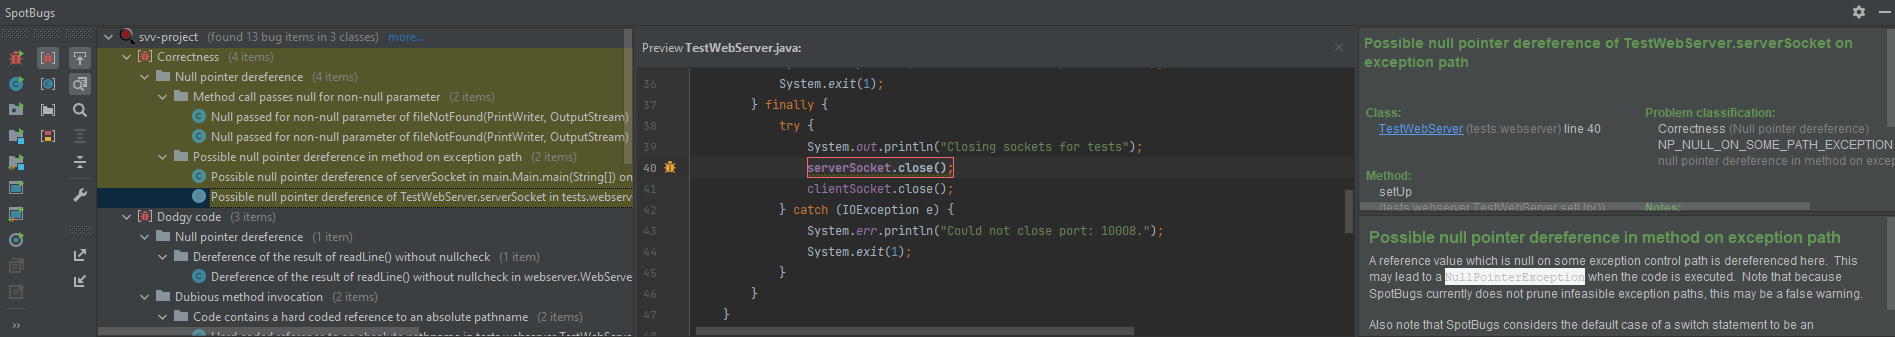 SpotBugs
svv-project (found 13 bug items in 3 classes) more...
Correctness (4 items)
Null pointer dereference (4 items)
Method call passes null for non-null parameter (2 items)
Null passed for non-null parameter of fileNotFound(PrintWriter, OutputStream)
Null passed for non-null parameter of fileNotFound(PrintWriter, OutputStream)
Possible null pointer dereference in method on exception path (2 items)
Possible null pointer dereference of serverSocket in main.Main.main(String[]) on
Possible null pointer dereference of TestWebServer.serverSocket in tests.webserv
Dodgy code (3 items)
Null pointer dereference (1 item)
Dereference of the result of readLine() without nullcheck (1 item)
Dereference of the result of readLine() without nullcheck in webserver.WebServe
Dubious method invocation (2 items)
Code contains a hard coded reference to an absolute pathname (2 items)
Hard coded reference to an absolute pathname in tests.webserver.TestWebServ
Preview TestWebServer.java:
36 System.exit(1);
37 } finally {
38 try {
39 System.out.println("Closing sockets for tests");
40 serverSocket.close();
41 clientSocket.close();
42 } catch (IOException e) {
43 System.err.println("Could not close port: 10008.");
44 System.exit(1);
45 }
46 }
47 }
48
Possible null pointer dereference of TestWebServer.serverSocket on
exception path
Class:
TestWebServer (tests.webserver) line 40
Method:
setUp
(tests.webserver.TestWebServer.setUp())
Problem classification:
Correctness (Null pointer dereference)
NP_NULL_ON_SOME_PATH_EXCEPTION
null pointer dereference in method on excep
Notes:
Possible null pointer dereference in method on exception path
A reference value which is null on some exception control path is dereferenced here. This
may lead to a NullPointerException when the code is executed. Note that because
SpotBugs currently does not prune infeasible exception paths, this may be a false warning.
Also note that SpotBugs considers the default case of a switch statement to be an